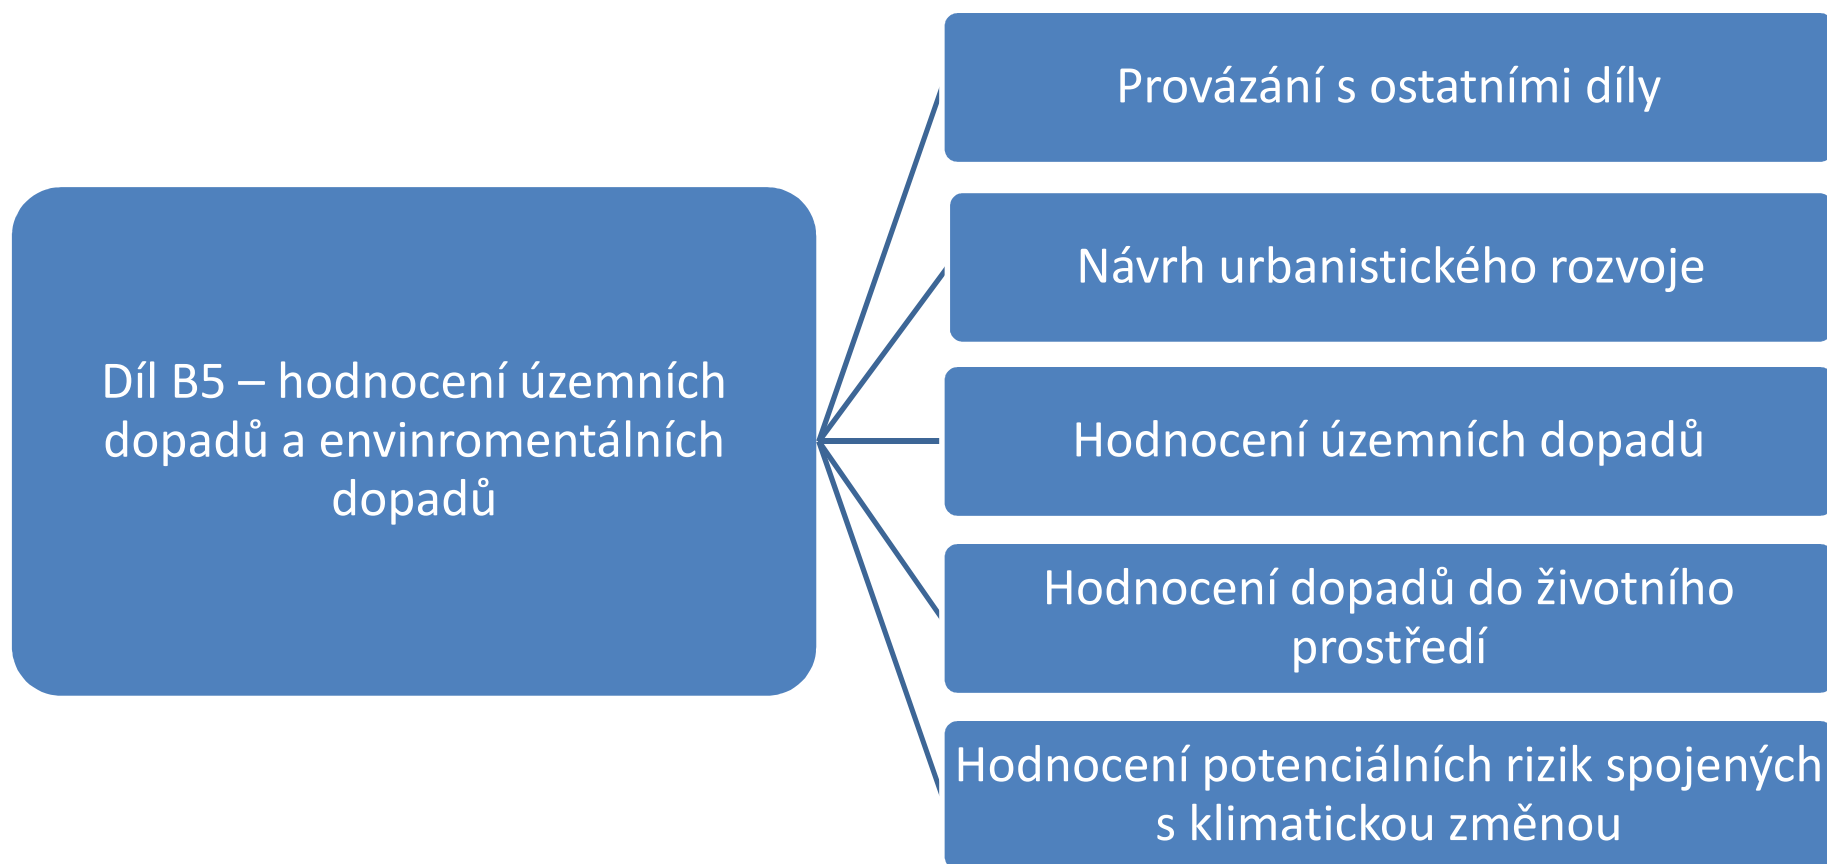 Díl B5 – hodnocení územních
dopadů a envinromentálních
dopadů
Provázání s ostatními díly
Návrh urbanistického rozvoje
Hodnocení územních dopadů
Hodnocení dopadů do životního
prostředí
Hodnocení potenciálních rizik spojených
s klimatickou změnou